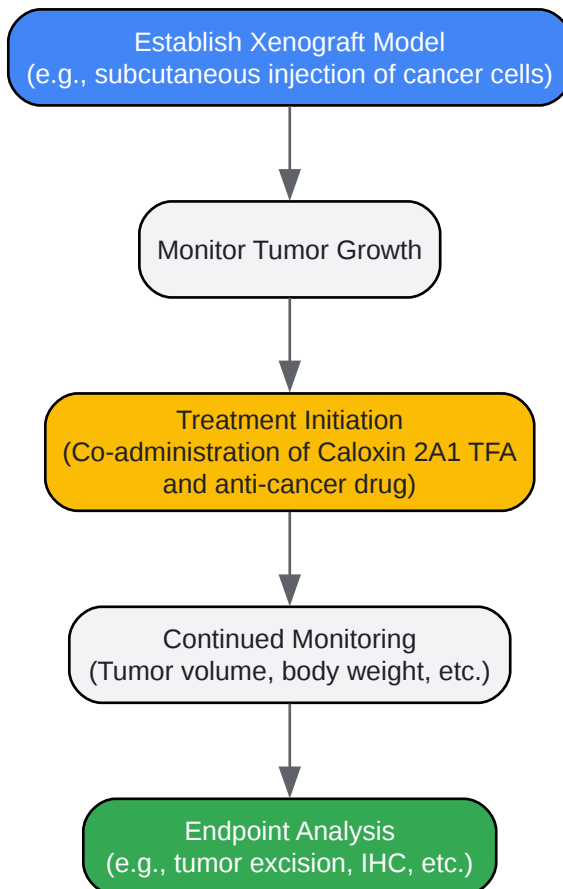 Establish Xenograft Model
(e.g., subcutaneous injection of cancer cells)
Monitor Tumor Growth
Treatment Initiation
(Co-administration of Caloxin 2A1 TFA
and anti-cancer drug)
Continued Monitoring
(Tumor volume, body weight, etc.)
Endpoint Analysis
(e.g., tumor excision, IHC, etc.)